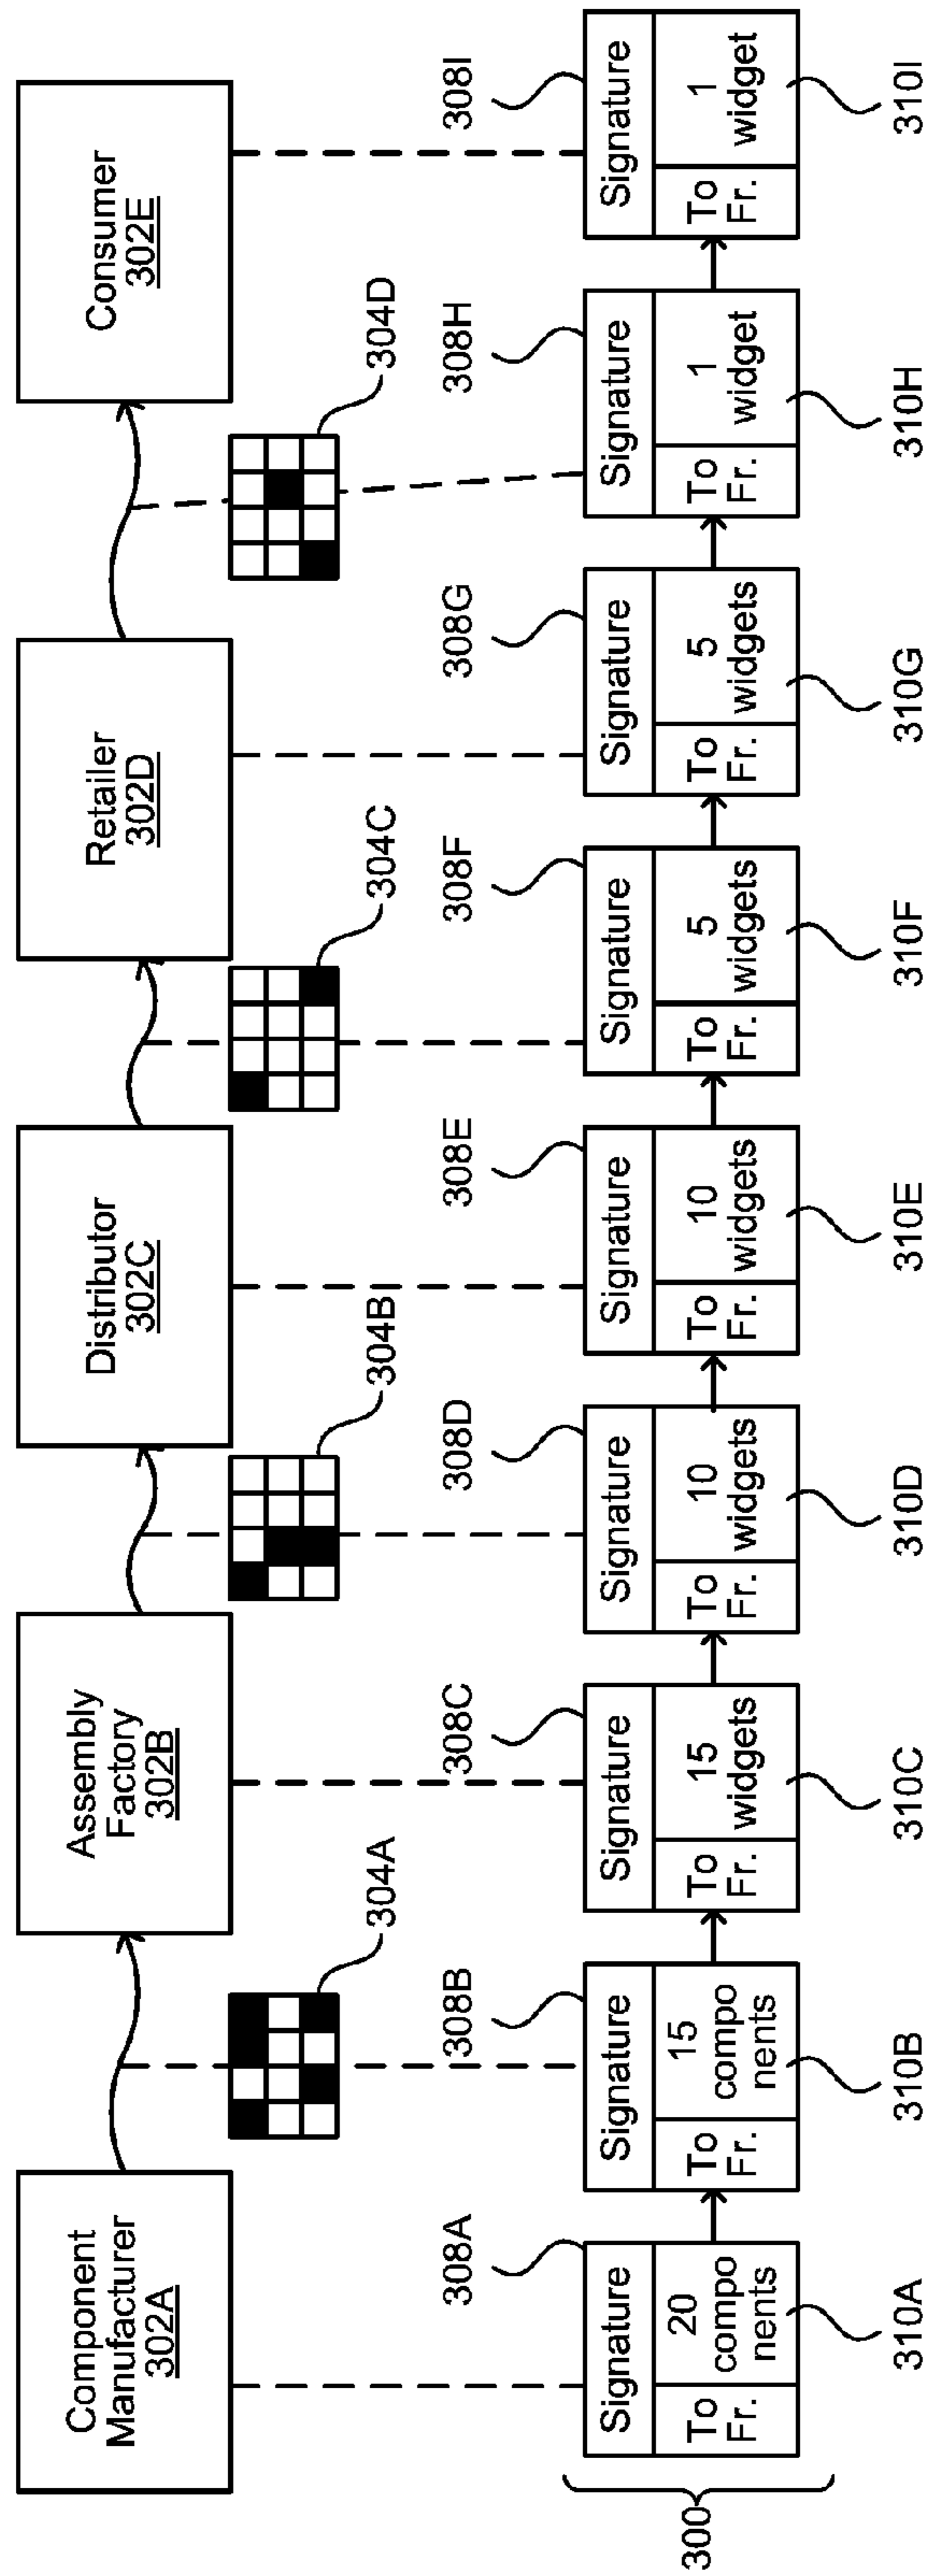 Component
Manufacturer
302A
Assembly
Factory
302B
Distributor
302C
Retailer
302D
Consumer
302E
304A
304B
304C
304D
308A
308B
308C
308D
308E
308F
308G
308H
308I
300
Signature
To
Fr.
20
compo
nents
Signature
To
Fr.
15
compo
nents
Signature
To
Fr.
15
widgets
Signature
To
Fr.
10
widgets
Signature
To
Fr.
10
widgets
Signature
To
Fr.
5
widgets
Signature
To
Fr.
5
widgets
Signature
To
Fr.
1
widget
Signature
To
Fr.
1
widget
310A
310B
310C
310D
310E
310F
310G
310H
310I